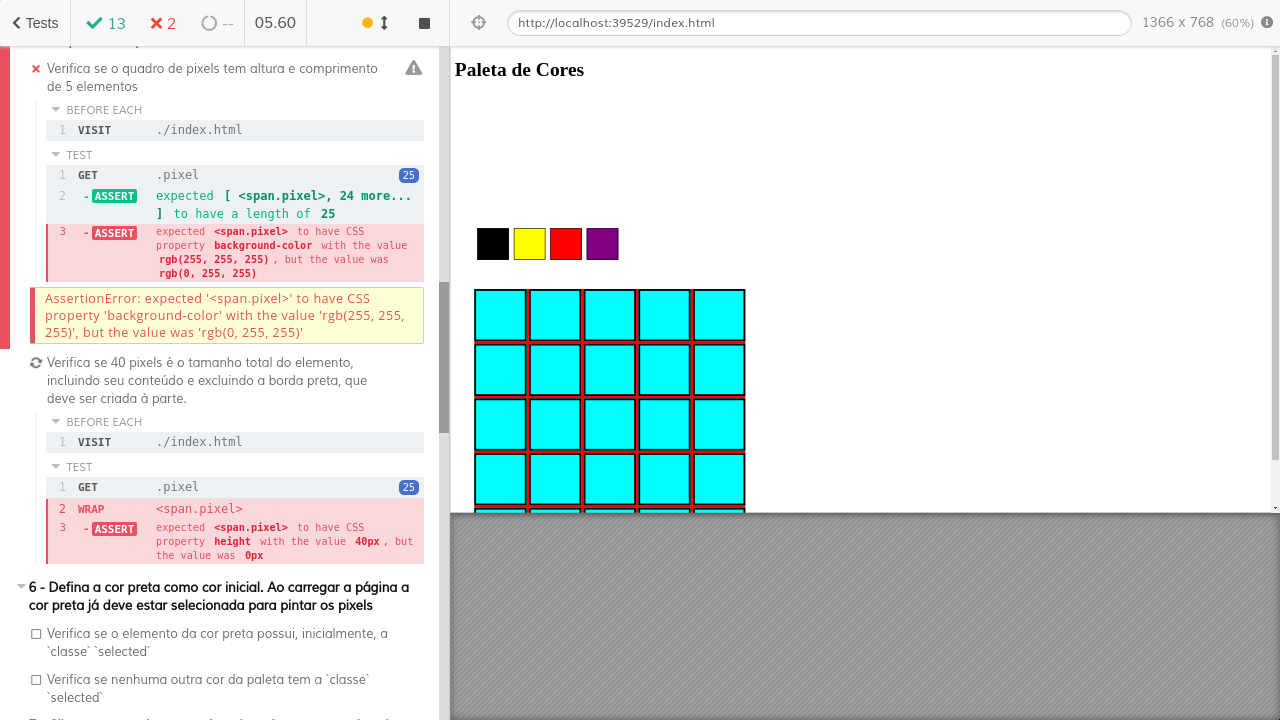 Tests
13
2
--
05.60
http://localhost:39529/index.html
1366 x 768 (60%)
Verifica se o quadro de pixels tem altura e comprimento
de 5 elementos
BEFORE EACH
1 VISIT ./index.html
TEST
1 GET .pixel 25
2 -ASSERT expected [ <span.pixel>, 24 more...
] to have a length of 25
3 -ASSERT expected <span.pixel> to have CSS
property background-color with the value
rgb(255, 255, 255), but the value was
rgb(0, 255, 255)
AssertionError: expected '<span.pixel>' to have CSS
property 'background-color' with the value 'rgb(255, 255,
255)', but the value was 'rgb(0, 255, 255)'
Verifica se 40 pixels é o tamanho total do elemento,
incluindo seu conteúdo e excluindo a borda preta, que
deve ser criada à parte.
BEFORE EACH
1 VISIT ./index.html
TEST
1 GET .pixel 25
2 WRAP <span.pixel>
3 -ASSERT expected <span.pixel> to have CSS
property height with the value 40px, but
the value was 0px
6 - Defina a cor preta como cor inicial. Ao carregar a página a
cor preta já deve estar selecionada para pintar os pixels
Verifica se o elemento da cor preta possui, inicialmente, a
`classe` `selected`
Verifica se nenhuma outra cor da paleta tem a `classe`
`selected`
Paleta de Cores